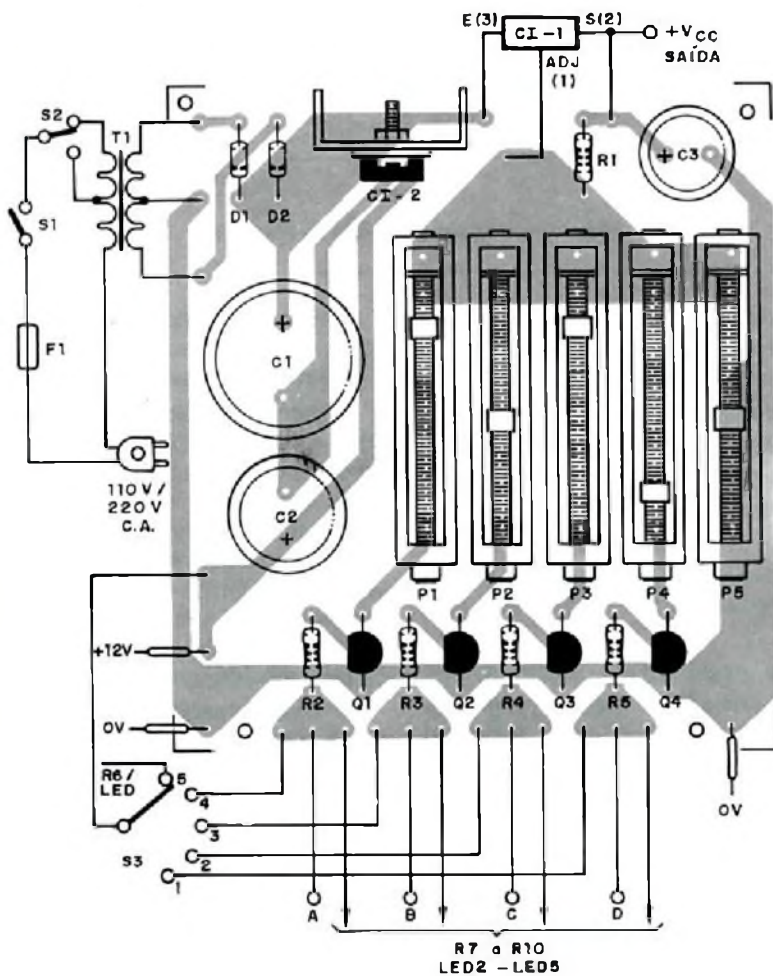 E(3)
CI-1
S(2)
+VCC
SAÍDA
ADJ
(1)
S2
T1
S1
F1
110 V /
220 V
C.A.
D1
D2
CI-2
R1
+
C3
+
C1
C2
+
P1
P2
P3
P4
P5
+12V
0V
R2
Q1
R3
Q2
R4
Q3
R5
Q4
0V
R6/
LED
5
4
3
2
1
S3
A
B
C
D
R7 a R10
LED2 - LED5